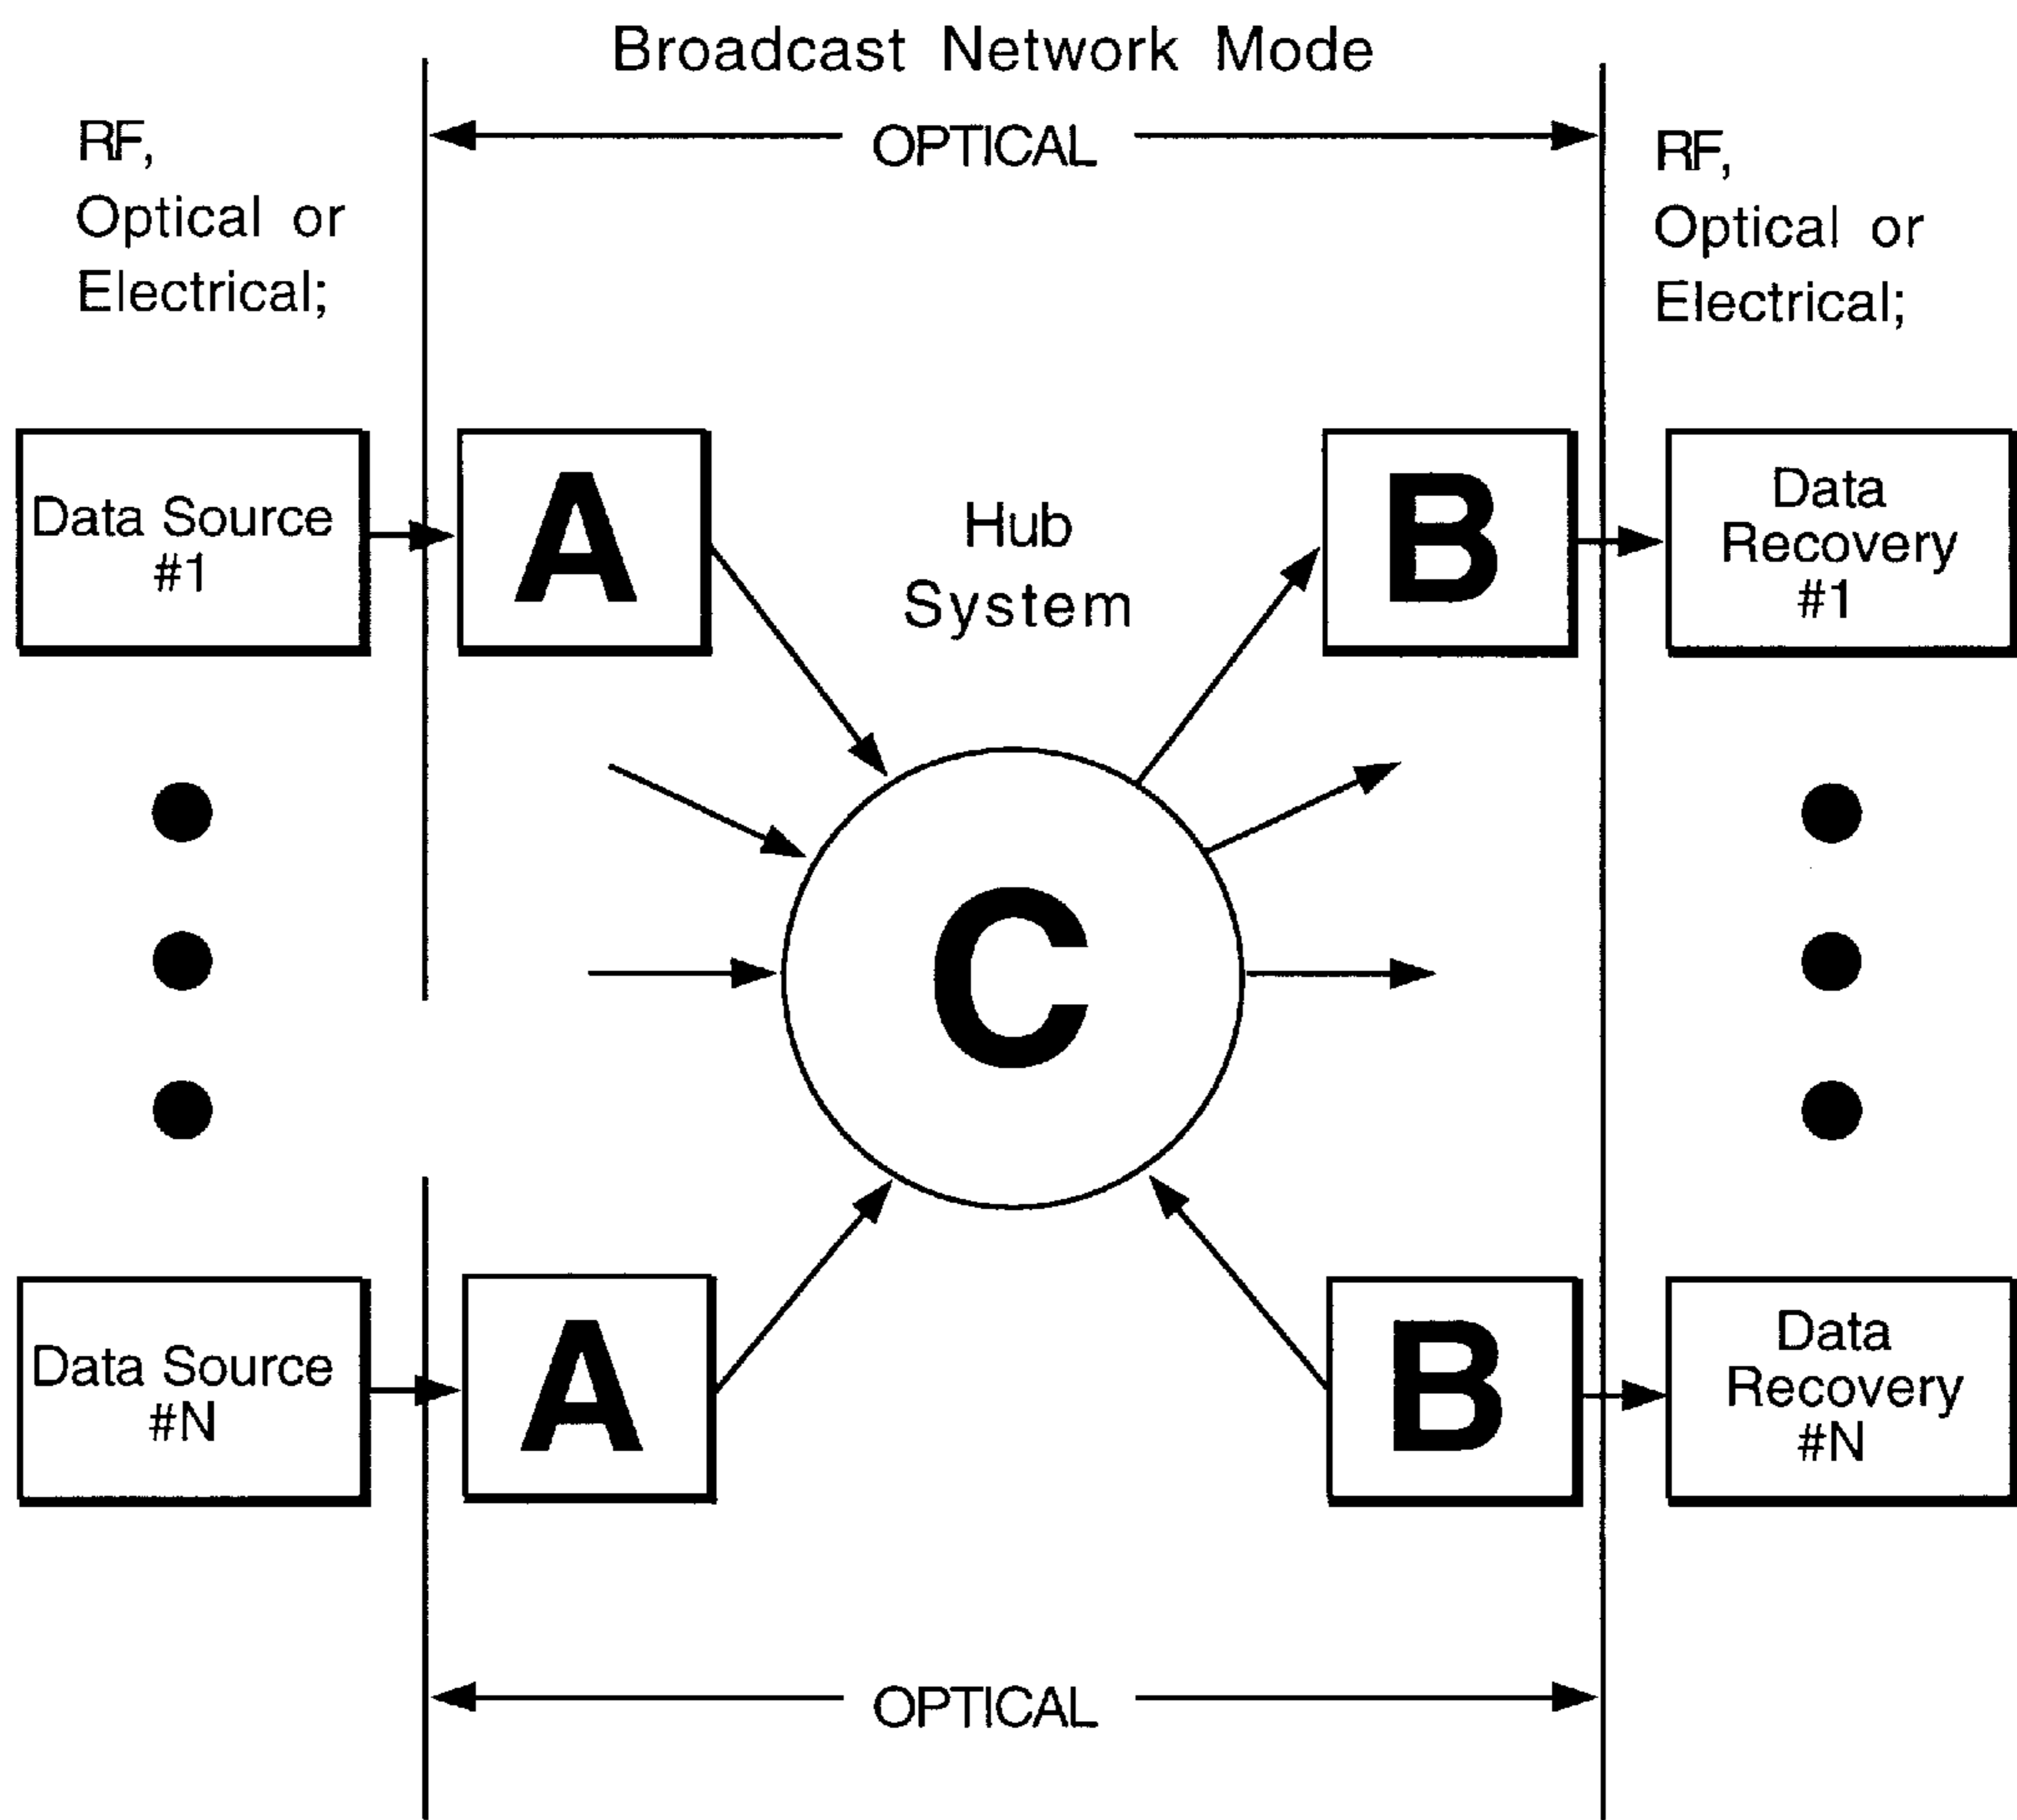 Broadcast Network Mode
OPTICAL
RF,
Optical or
Electrical;
RF,
Optical or
Electrical;
Data Source
#1
A
Hub
System
B
Data
Recovery
#1
C
Data Source
#N
A
B
Data
Recovery
#N
OPTICAL